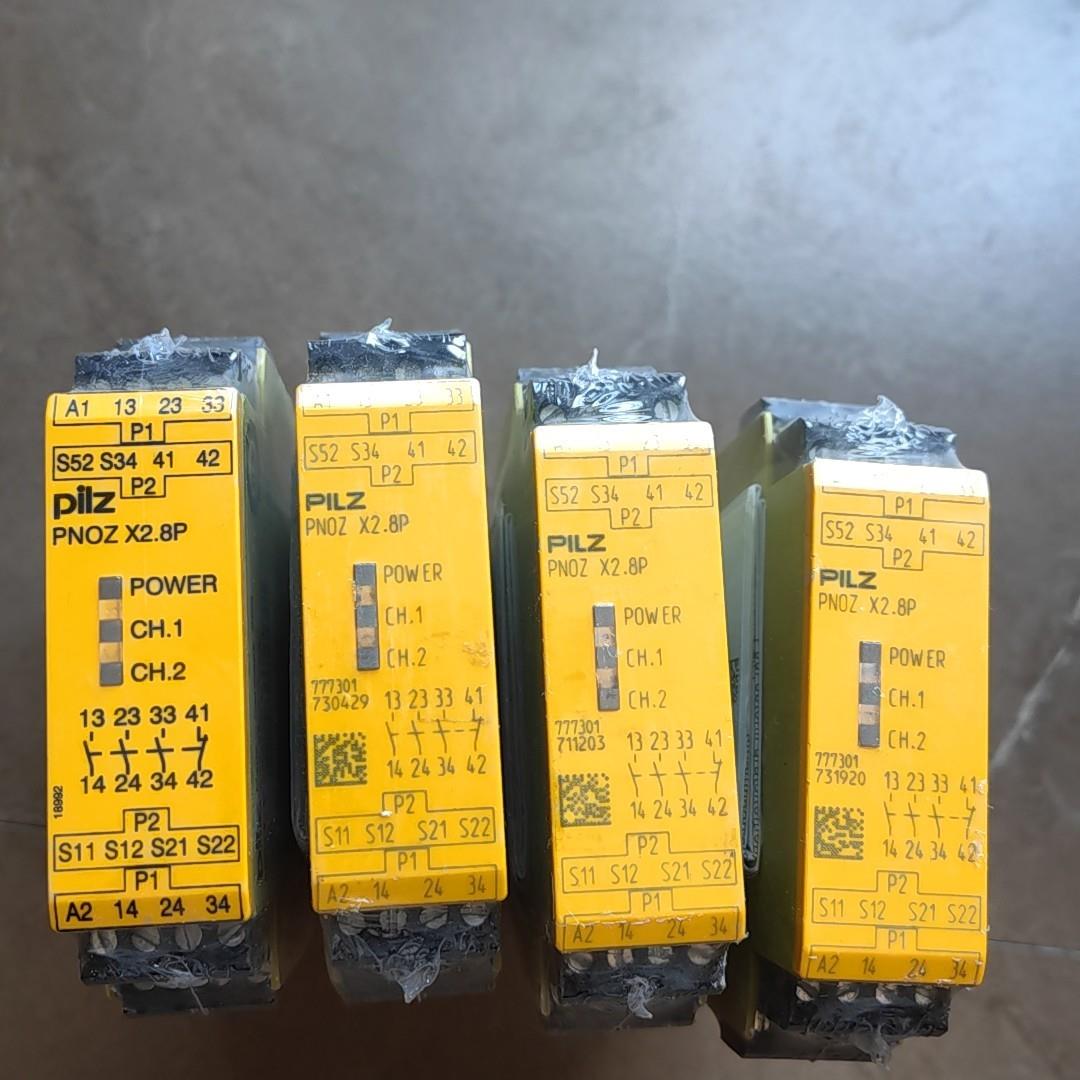 A1 13 23 33
P1
S52 S34 41 42
P2
pilz
PNOZ X2.8P
POWER
CH.1
CH.2
13 23 33 41
14 24 34 42
18992
P2
S11 S12 S21 S22
P1
A2 14 24 34
A1 13 23 33
P1
S52 S34 41 42
P2
PILZ
PNOZ X2.8P
POWER
CH.1
CH.2
777301
730429
13 23 33 41
14 24 34 42
P2
S11 S12 S21 S22
P1
A2 14 24 34
P1
S52 S34 41 42
P2
PILZ
PNOZ X2.8P
POWER
CH.1
CH.2
777301
711203
13 23 33 41
14 24 34 42
P2
S11 S12 S21 S22
P1
A2 14 24 34
P1
S52 S34 41 42
P2
PILZ
PNOZ X2.8P
POWER
CH.1
CH.2
777301
731920
13 23 33 41
14 24 34 42
P2
S11 S12 S21 S22
P1
A2 14 24 34